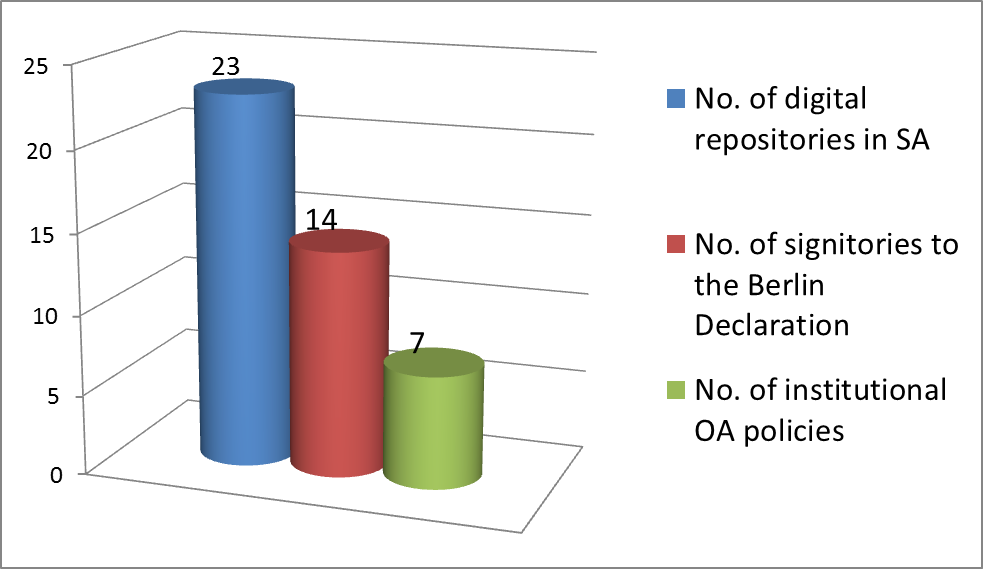 25
20
15
10
5
0
23
14
7
No. of digital
repositories in SA
No. of signitories to
the Berlin
Declaration
No. of institutional
OA policies